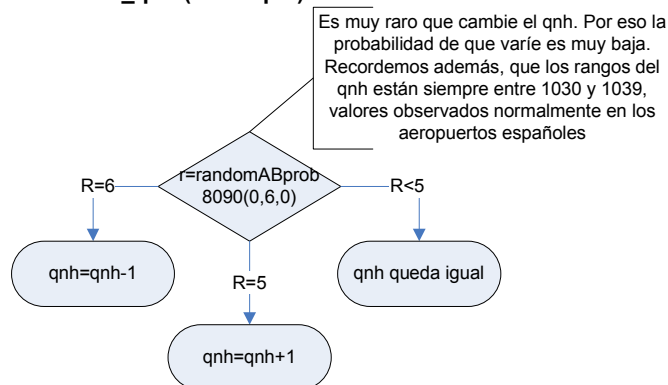 Es muy raro que cambie el qnh. Por eso la
probabilidad de que varíe es muy baja.
Recordemos además, que los rangos del
qnh están siempre entre 1030 y 1039,
valores observados normalmente en los
aeropuertos españoles
r=randomABprob
8090(0,6,0)
R=6
R<5
qnh=qnh-1
R=5
qnh queda igual
qnh=qnh+1